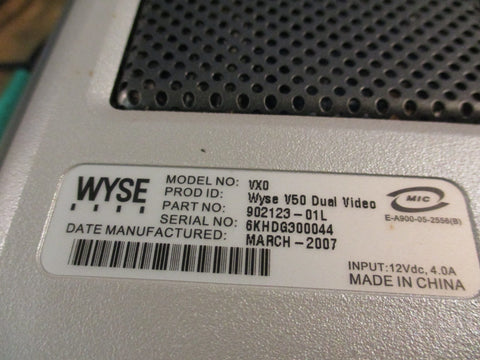 WYSE
MODEL NO: VX0
PROD ID: Wyse V50 Dual Video
PART NO: 902123-01L
SERIAL NO: 6KHDG300044
DATE MANUFACTURED: MARCH-2007
MIC
E-A900-05-2556(B)
INPUT:12Vdc, 4.0A
MADE IN CHINA